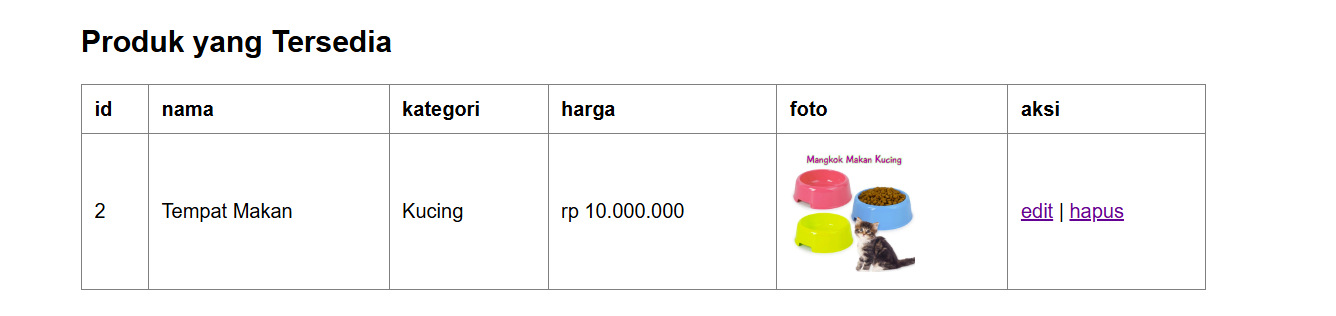 Produk yang Tersedia
id nama kategori harga foto aksi
Mangkok Makan Kucing
2 Tempat Makan Kucing rp 10.000.000 edit | hapus